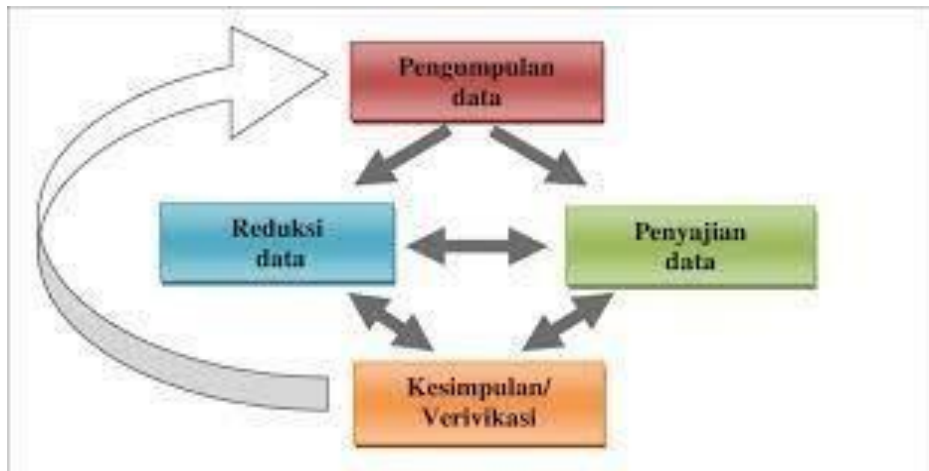 Pengumpulan
data
Reduksi
data
Penyajian
data
Kesimpulan/
Verivikasi